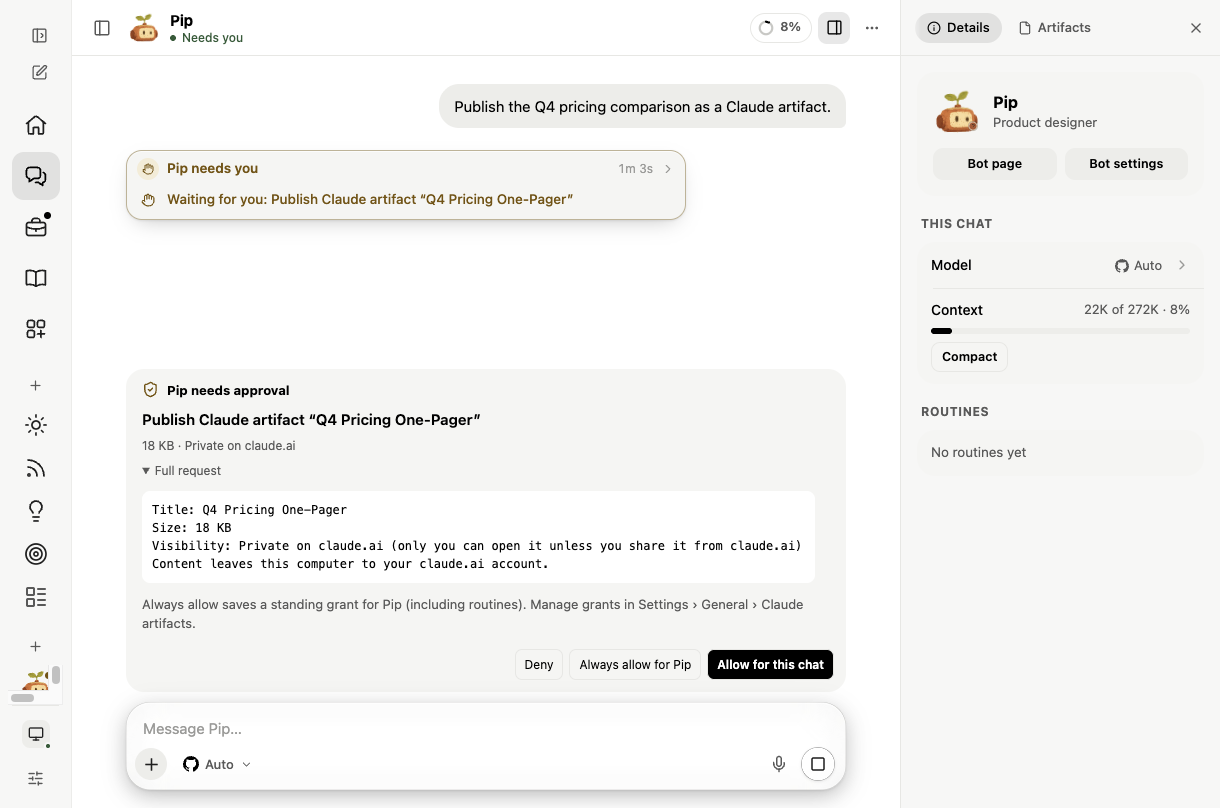 Pip
Needs you
8%
Publish the Q4 pricing comparison as a Claude artifact.
Pip needs you
1m 3s
Waiting for you: Publish Claude artifact “Q4 Pricing One-Pager”
Pip needs approval
Publish Claude artifact “Q4 Pricing One-Pager”
18 KB · Private on claude.ai
Full request
Title: Q4 Pricing One-Pager
Size: 18 KB
Visibility: Private on claude.ai (only you can open it unless you share it from claude.ai)
Content leaves this computer to your claude.ai account.
Always allow saves a standing grant for Pip (including routines). Manage grants in Settings › General › Claude
artifacts.
Deny
Always allow for Pip
Allow for this chat
Message Pip...
Auto
Details
Artifacts
Pip
Product designer
Bot page
Bot settings
THIS CHAT
Model
Auto
Context
22K of 272K · 8%
Compact
ROUTINES
No routines yet